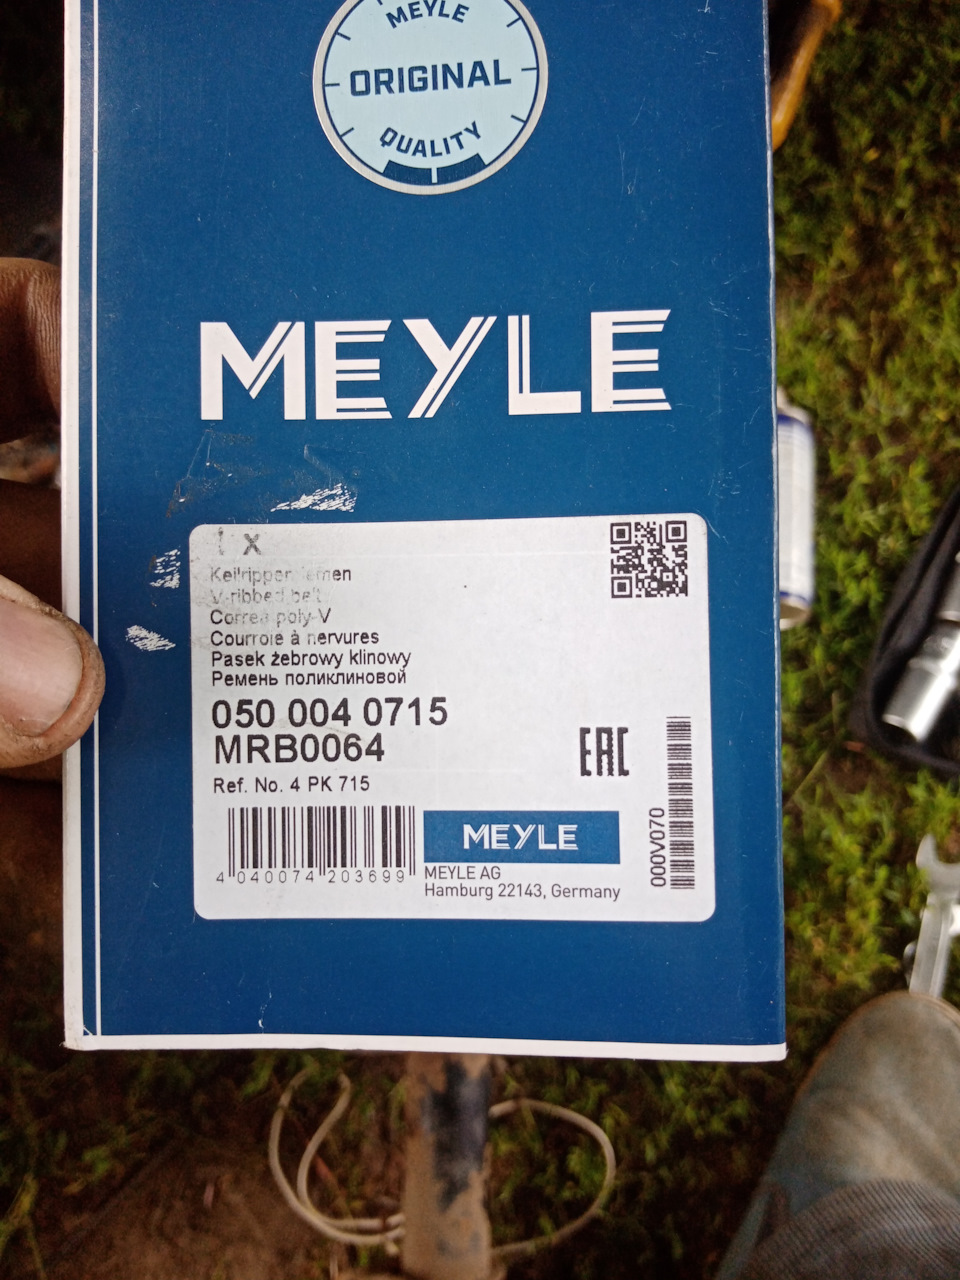 MEYLE
ORIGINAL
QUALITY
MEYLE
1 x
Keilrippenriemen
V-ribbed belt
Correa poly-V
Courroie à nervures
Pasek żebrowy klinowy
Ремень поликлиновой
050 004 0715
MRB0064
EAC
Ref. No. 4 PK 715
MEYLE
4 040074 203699
MEYLE AG
Hamburg 22143, Germany
000V070